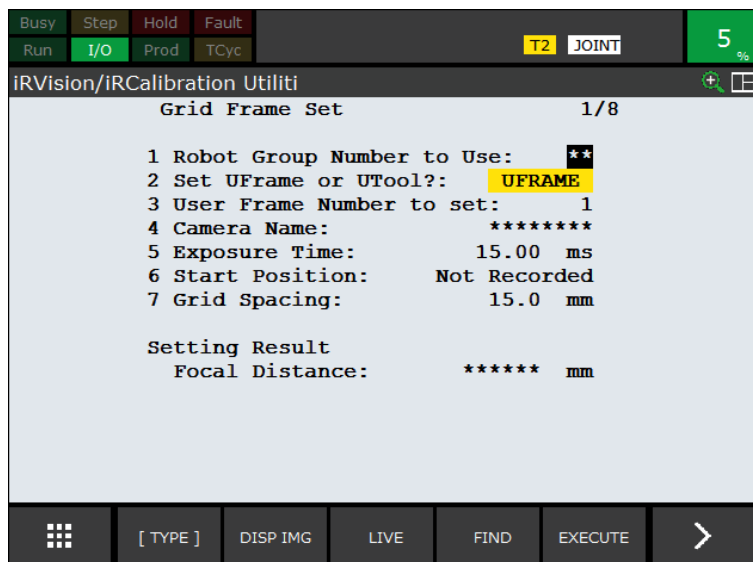 Busy Step Hold Fault
Run I/O Prod TCyc T2 JOINT 5 %
iRVision/iRCalibration Utiliti
Grid Frame Set 1/8
1 Robot Group Number to Use: **
2 Set UFrame or UTool?: UFRAME
3 User Frame Number to set: 1
4 Camera Name: ********
5 Exposure Time: 15.00 ms
6 Start Position: Not Recorded
7 Grid Spacing: 15.0 mm
Setting Result
Focal Distance: ****** mm
[ TYPE ] DISP IMG LIVE FIND EXECUTE